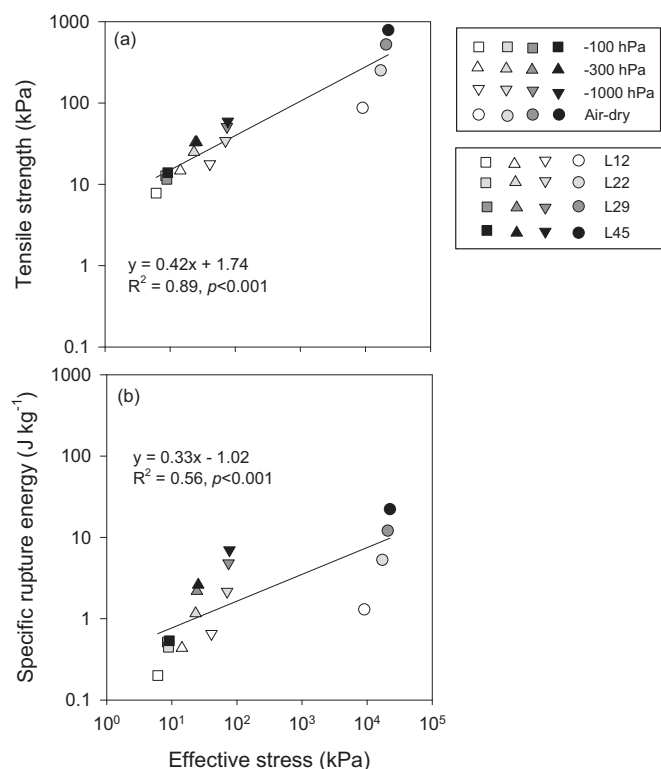 (a)
1000
100
10
1
0.1
Tensile strength (kPa)
y = 0.42x + 1.74
R² = 0.89, p<0.001
-100 hPa
-300 hPa
-1000 hPa
Air-dry
L12
L22
L29
L45
(b)
1000
100
10
1
0.1
Specific rupture energy (J kg⁻¹)
y = 0.33x - 1.02
R² = 0.56, p<0.001
10⁰ 10¹ 10² 10³ 10⁴ 10⁵
Effective stress (kPa)